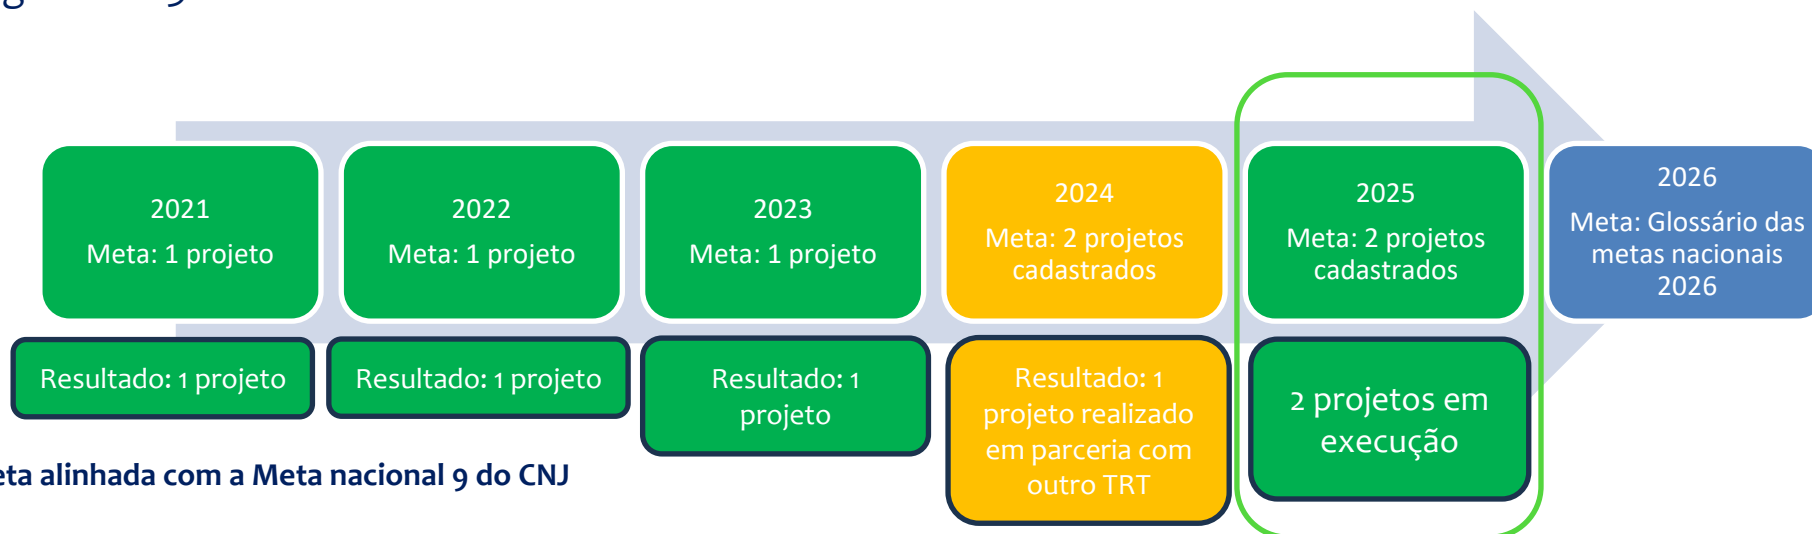 2021
Meta: 1 projeto
2022
Meta: 1 projeto
2023
Meta: 1 projeto
2024
Meta: 2 projetos
cadastrados
2025
Meta: 2 projetos
cadastrados
2026
Meta: Glossário das
metas nacionais
2026
Resultado: 1 projeto
Resultado: 1 projeto
Resultado: 1
projeto
Resultado: 1
projeto realizado
em parceria com
outro TRT
2 projetos em
execução
eta alinhada com a Meta nacional 9 do CNJ